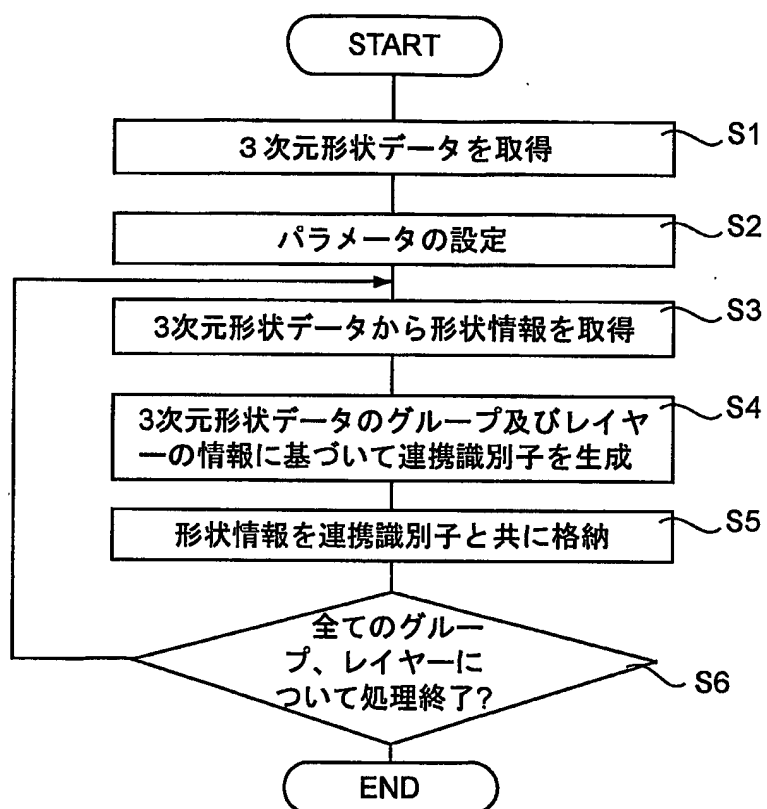 START
3次元形状データを取得
S1
パラメータの設定
S2
3次元形状データから形状情報を取得
S3
3次元形状データのグループ及びレイヤ
ーの情報に基づいて連携識別子を生成
S4
形状情報を連携識別子と共に格納
S5
全てのグルー
プ、レイヤーに
ついて処理終了?
S6
END